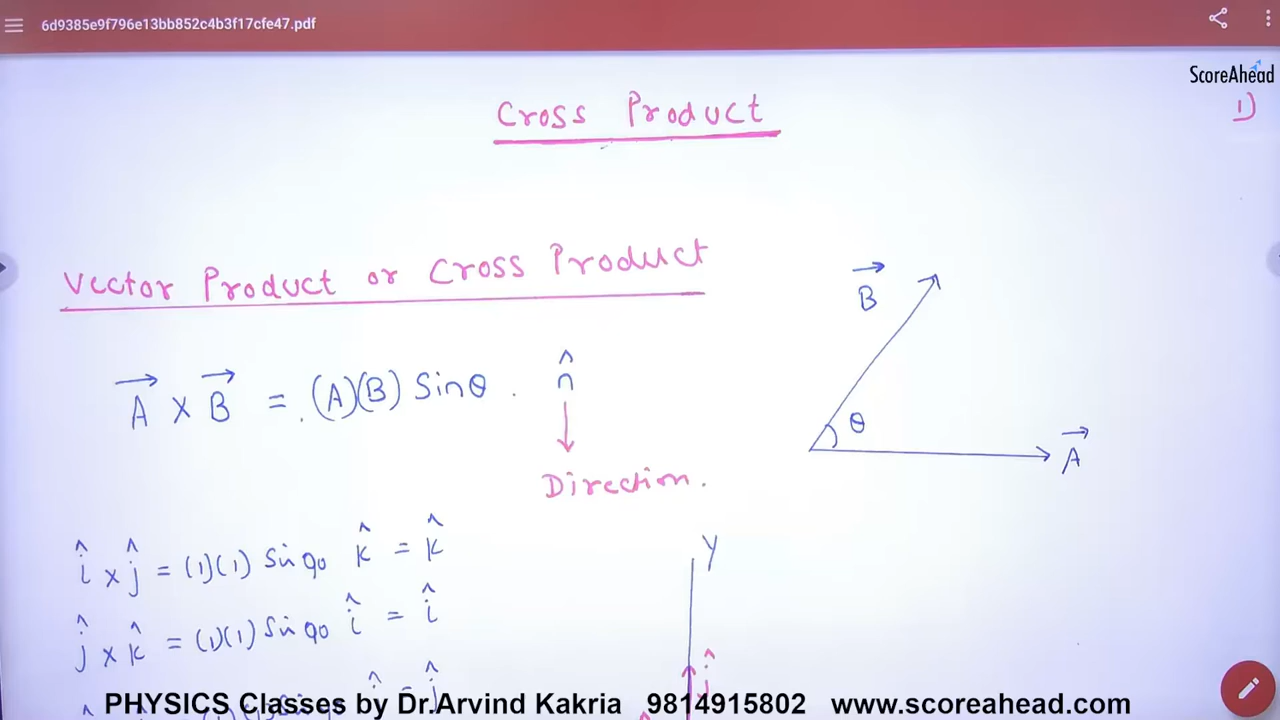 6d9385e9f796e13bb852c4b3f17cfe47.pdf
ScoreAhead
1)
Cross Product
Vector Product or Cross Product
B⃗
A⃗ × B⃗ = (A)(B) Sinθ . n̂
θ
A⃗
Direction.
î × ĵ = (1)(1) Sin 90 k̂ = k̂
Y
ĵ × k̂ = (1)(1) Sin 90 î = î
ĵ
PHYSICS Classes by Dr.Arvind Kakria 9814915802 www.scoreahead.com